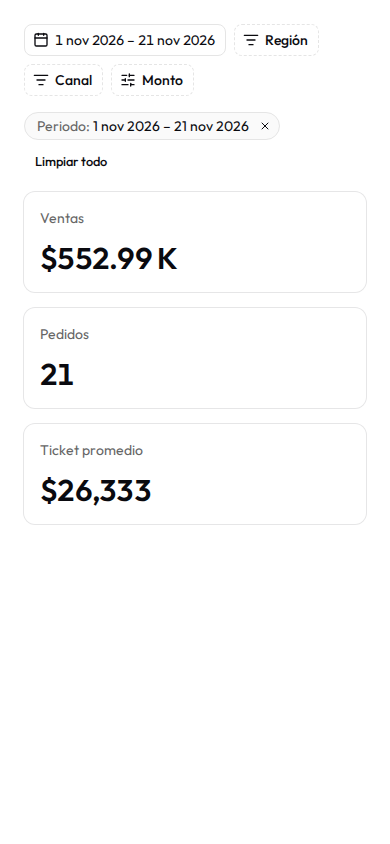 1 nov 2026 – 21 nov 2026
Región
Canal
Monto
Periodo: 1 nov 2026 – 21 nov 2026
Limpiar todo
Ventas
$552.99 K
Pedidos
21
Ticket promedio
$26,333